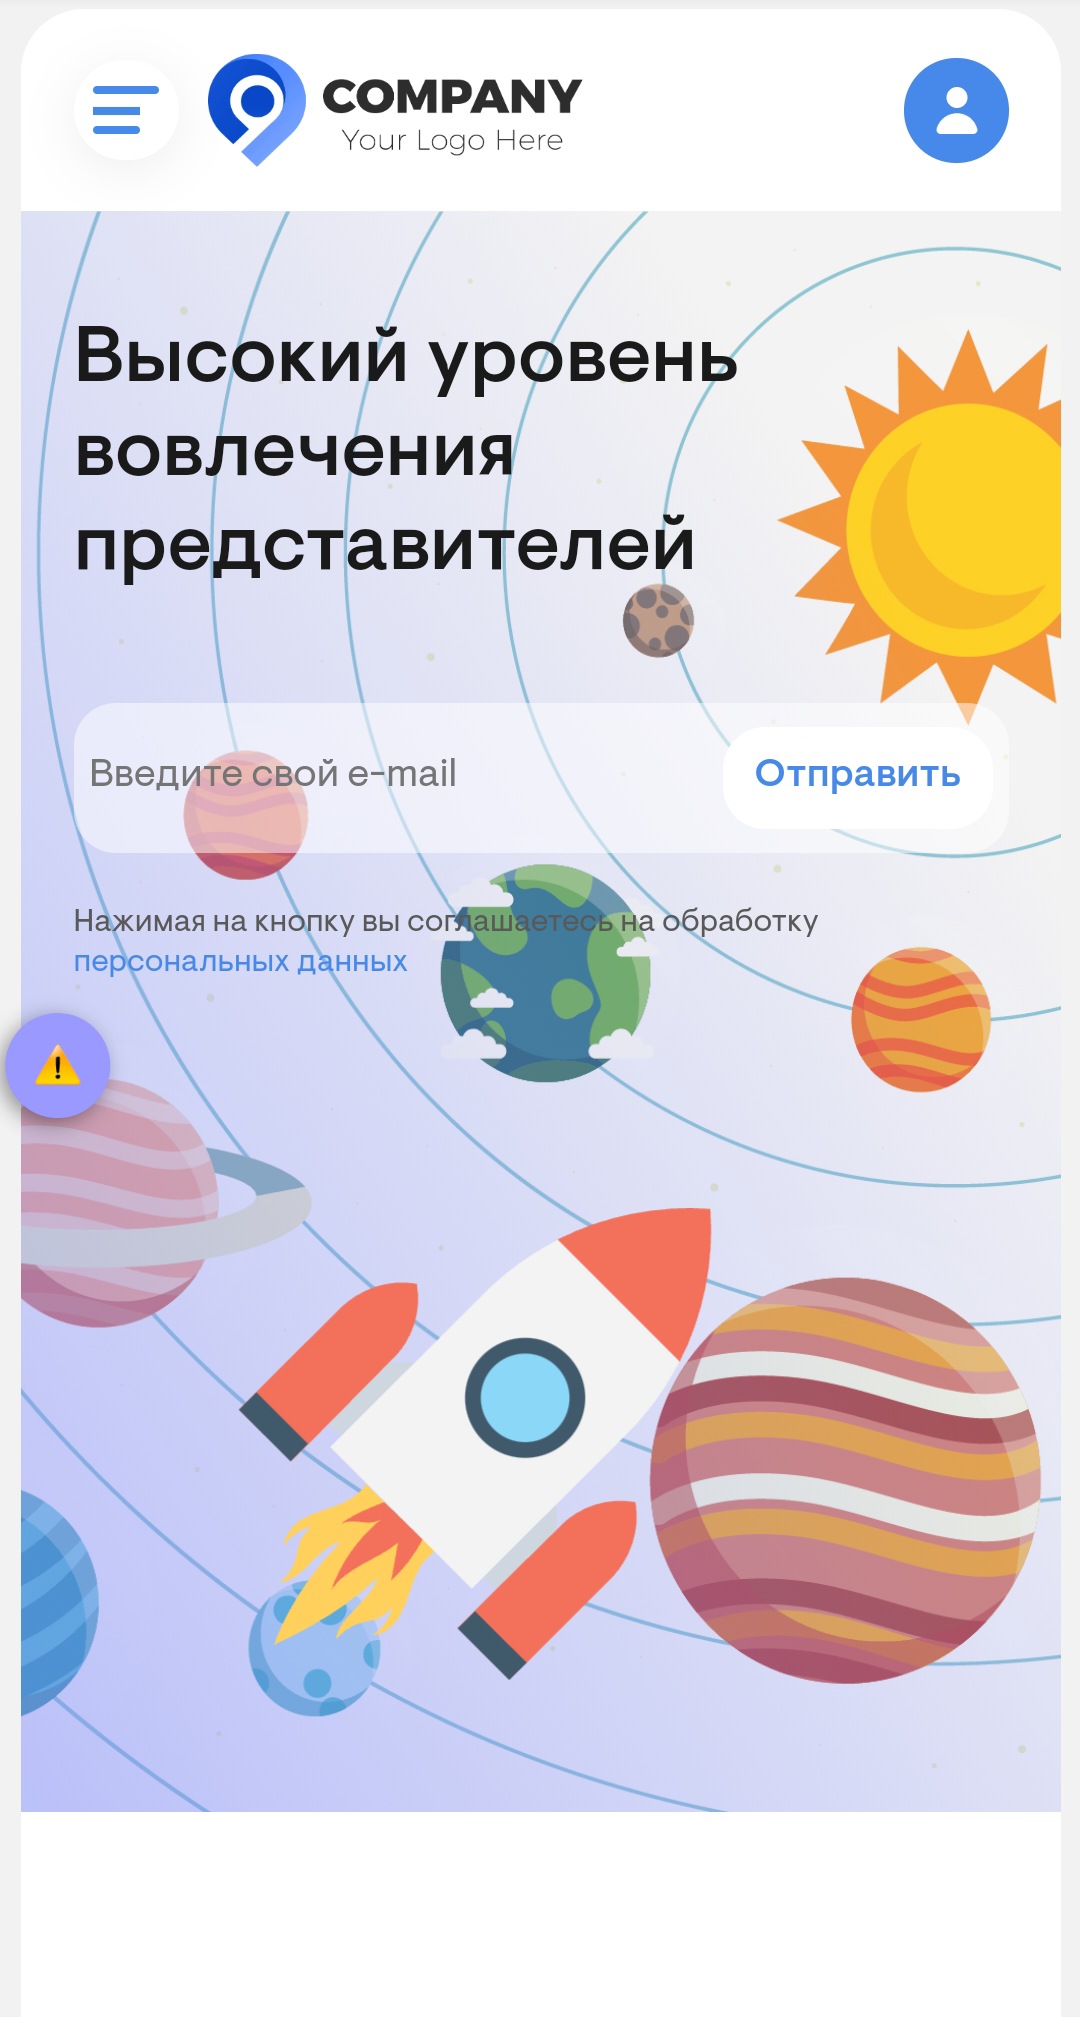 COMPANY
Your Logo Here
Высокий уровень
вовлечения
представителей
Введите свой e-mail
Отправить
Нажимая на кнопку вы соглашаетесь на обработку
персональных данных